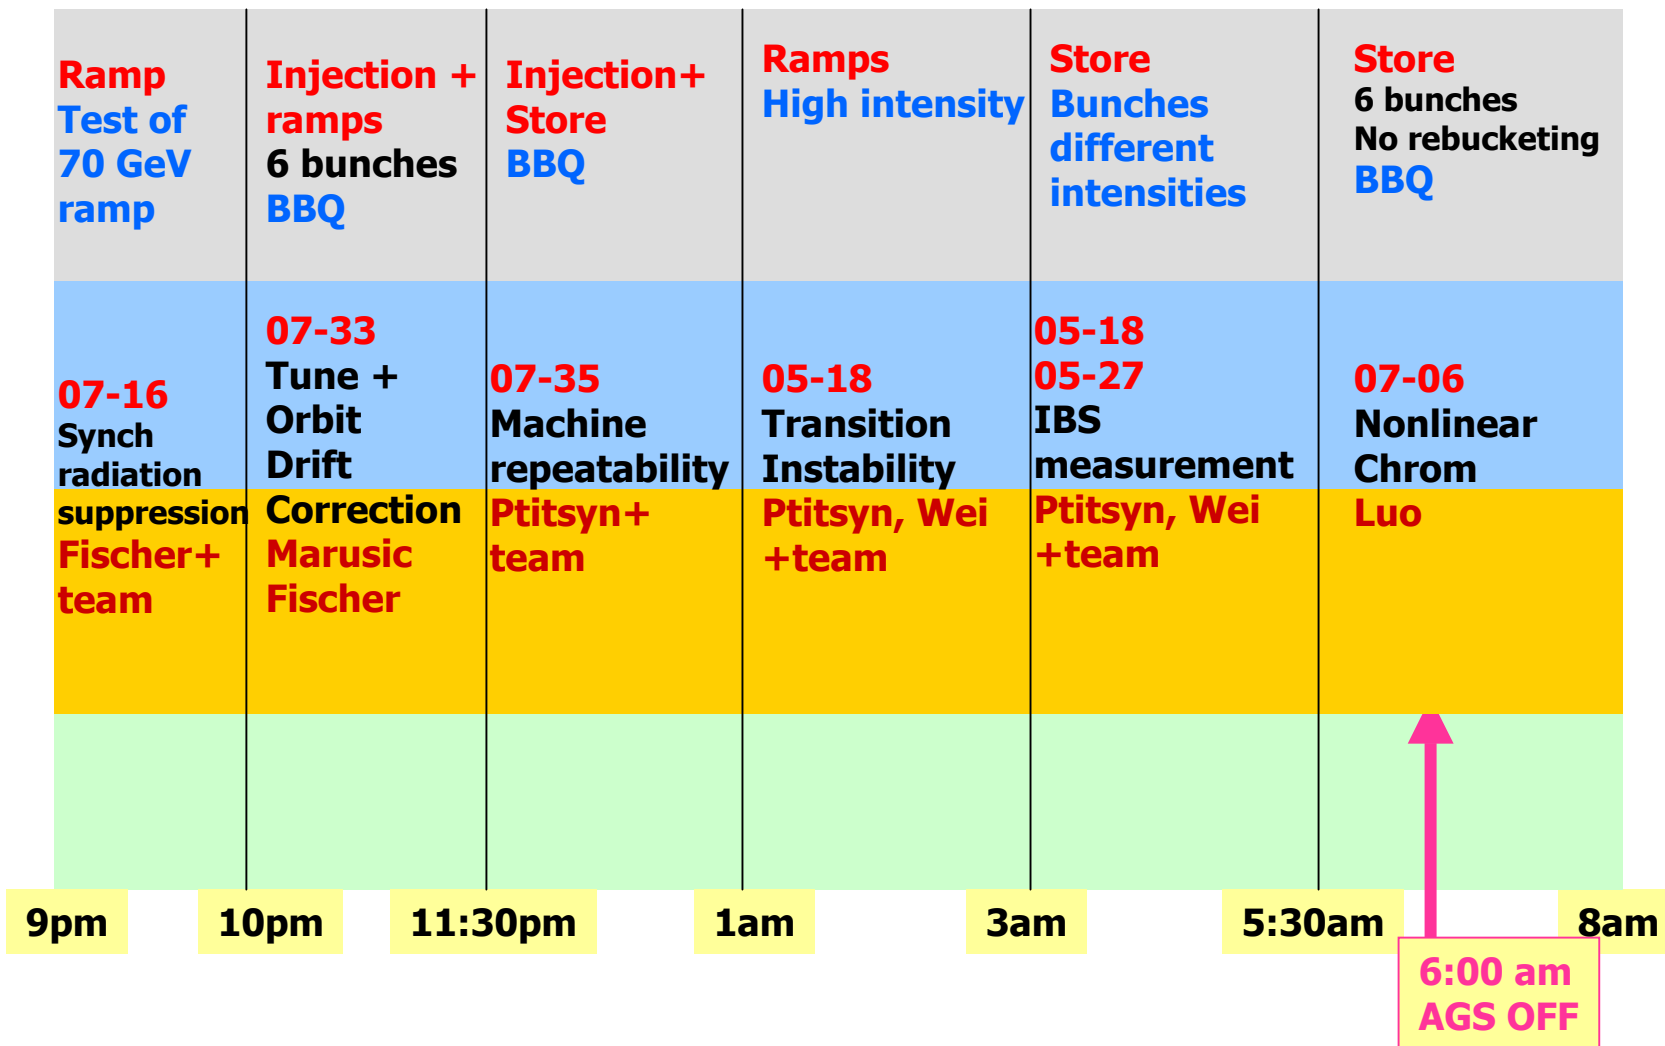 Ramp
Test of
70 GeV
ramp
Injection +
ramps
6 bunches
BBQ
Injection+
Store
BBQ
Ramps
High intensity
Store
Bunches
different
intensities
Store
6 bunches
No rebucketing
BBQ
07-16
Synch
radiation
suppression
Fischer+
team
07-33
Tune +
Orbit
Drift
Correction
Marusic
Fischer
07-35
Machine
repeatability
Ptitsyn+
team
05-18
Transition
Instability
Ptitsyn, Wei
+team
05-18
05-27
IBS
measurement
Ptitsyn, Wei
+team
07-06
Nonlinear
Chrom
Luo
9pm
10pm
11:30pm
1am
3am
5:30am
8am
6:00 am
AGS OFF